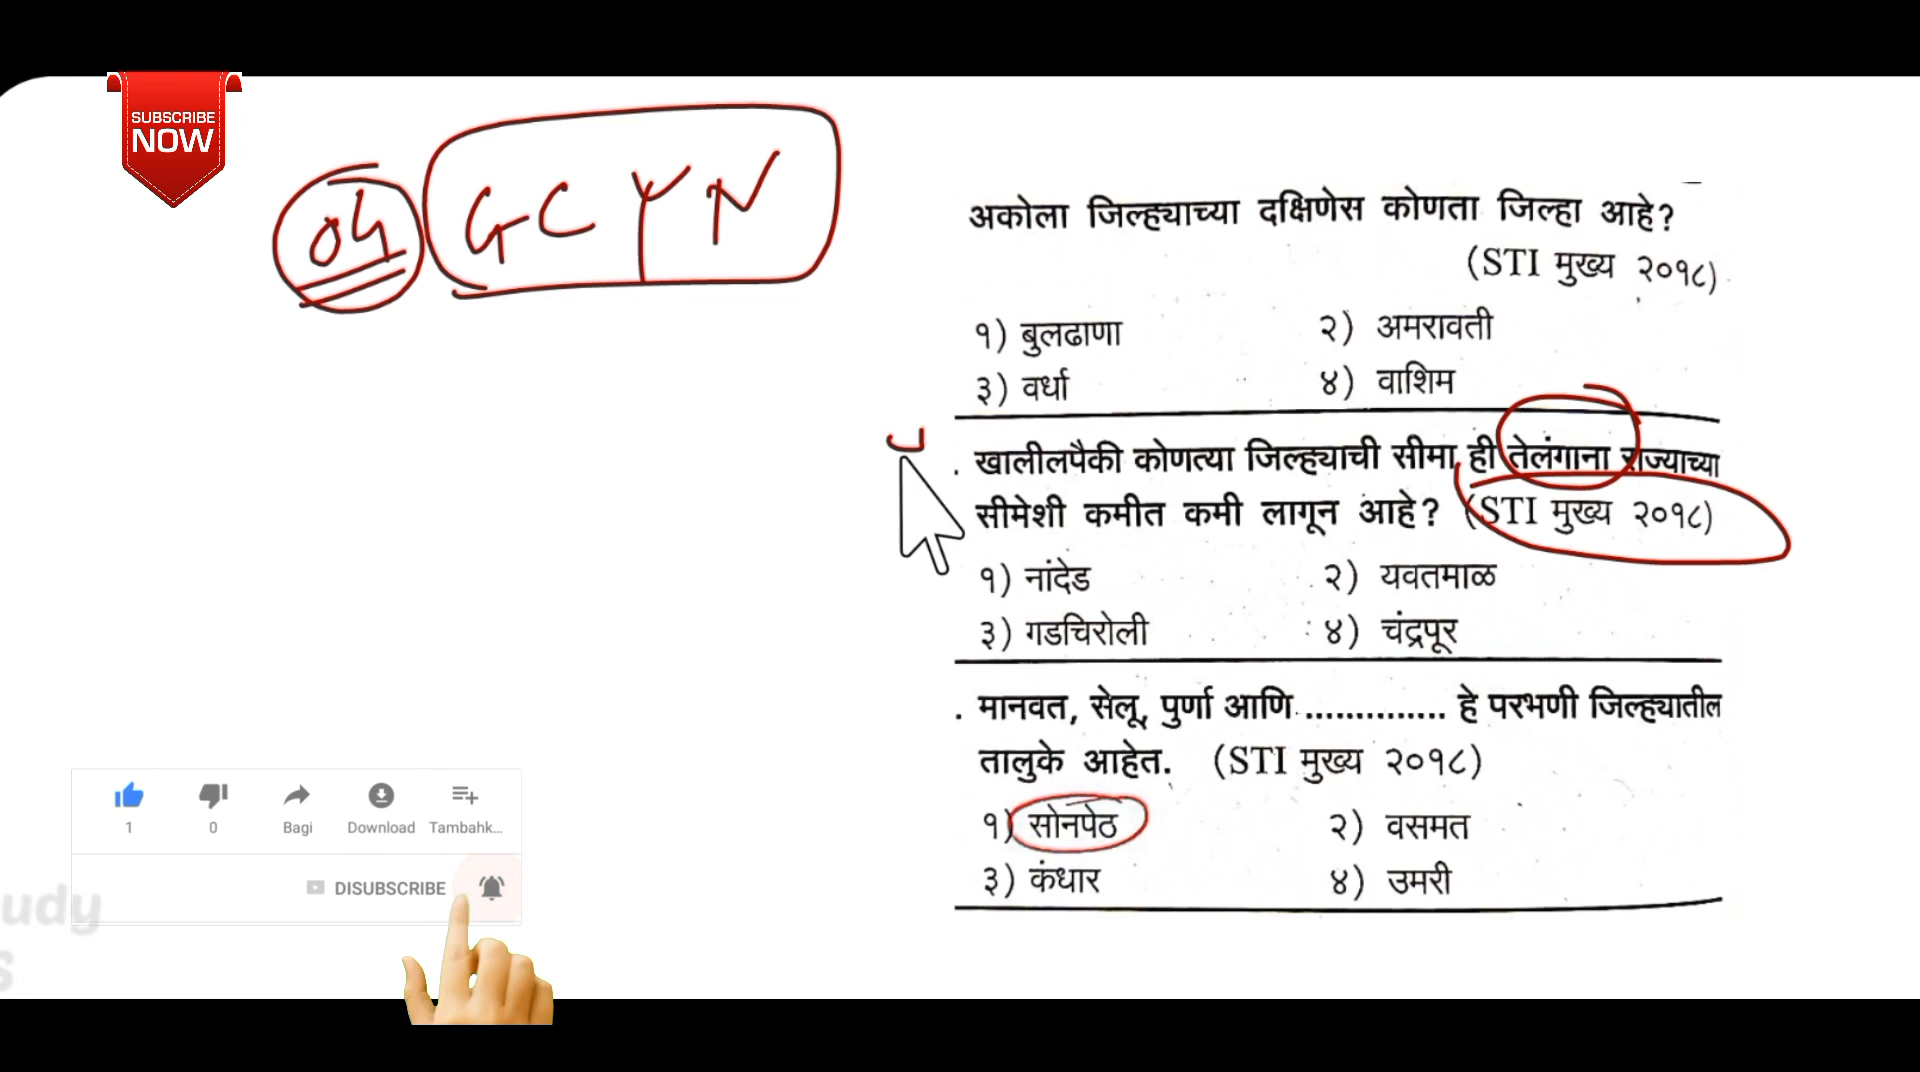 SUBSCRIBE
NOW
04 G C Y N
अकोला जिल्ह्याच्या दक्षिणेस कोणता जिल्हा आहे?
(STI मुख्य २०१८)
१) बुलढाणा २) अमरावती
३) वर्धा ४) वाशिम
. खालीलपैकी कोणत्या जिल्ह्याची सीमा ही तेलंगाना राज्याच्या
सीमेशी कमीत कमी लागून आहे? (STI मुख्य २०१८)
१) नांदेड २) यवतमाळ
३) गडचिरोली ४) चंद्रपूर
. मानवत, सेलू, पुर्णा आणि .............. हे परभणी जिल्ह्यातील
तालुके आहेत. (STI मुख्य २०१८)
१) सोनपेठ २) वसमत
३) कंधार ४) उमरी
1 0 Bagi Download Tambahk...
DISUBSCRIBE
udy
s